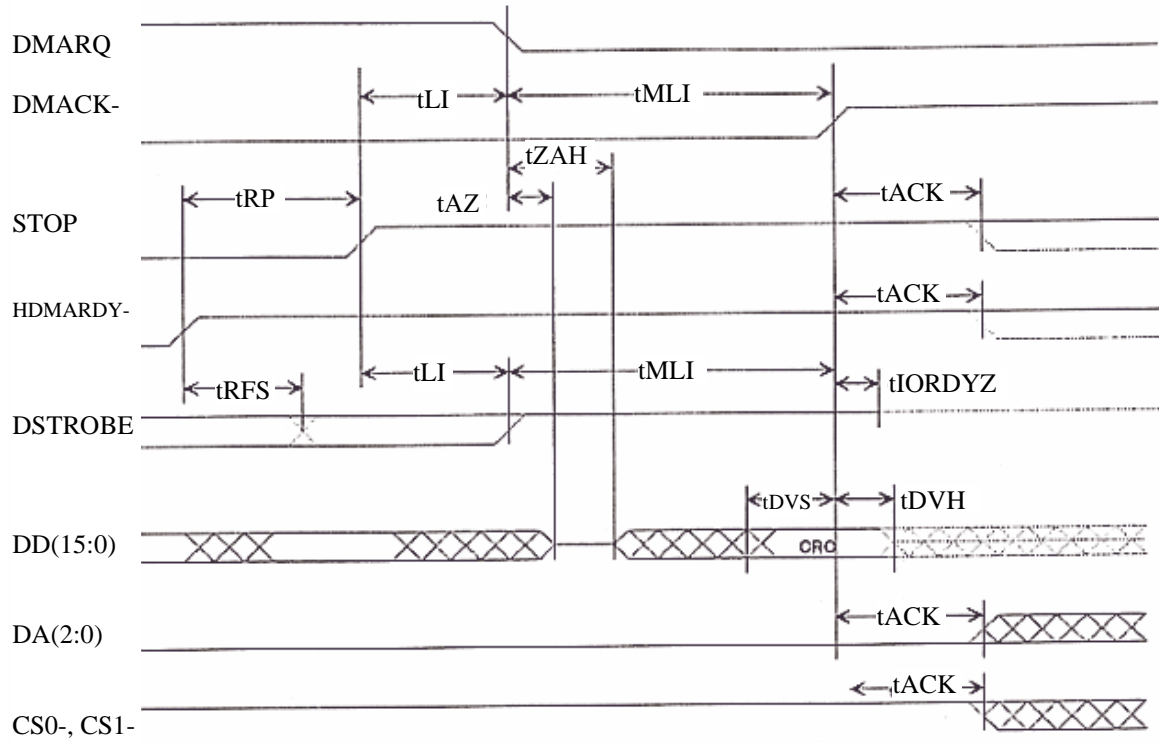 DMARQ
DMACK-
tLI
tMLI
tZAH
tRP
tAZ
tACK
STOP
tACK
HDMARDY-
tLI
tMLI
tRFS
tIORDYZ
DSTROBE
tDVS
tDVH
DD(15:0)
CRC
tACK
DA(2:0)
tACK
CS0-, CS1-